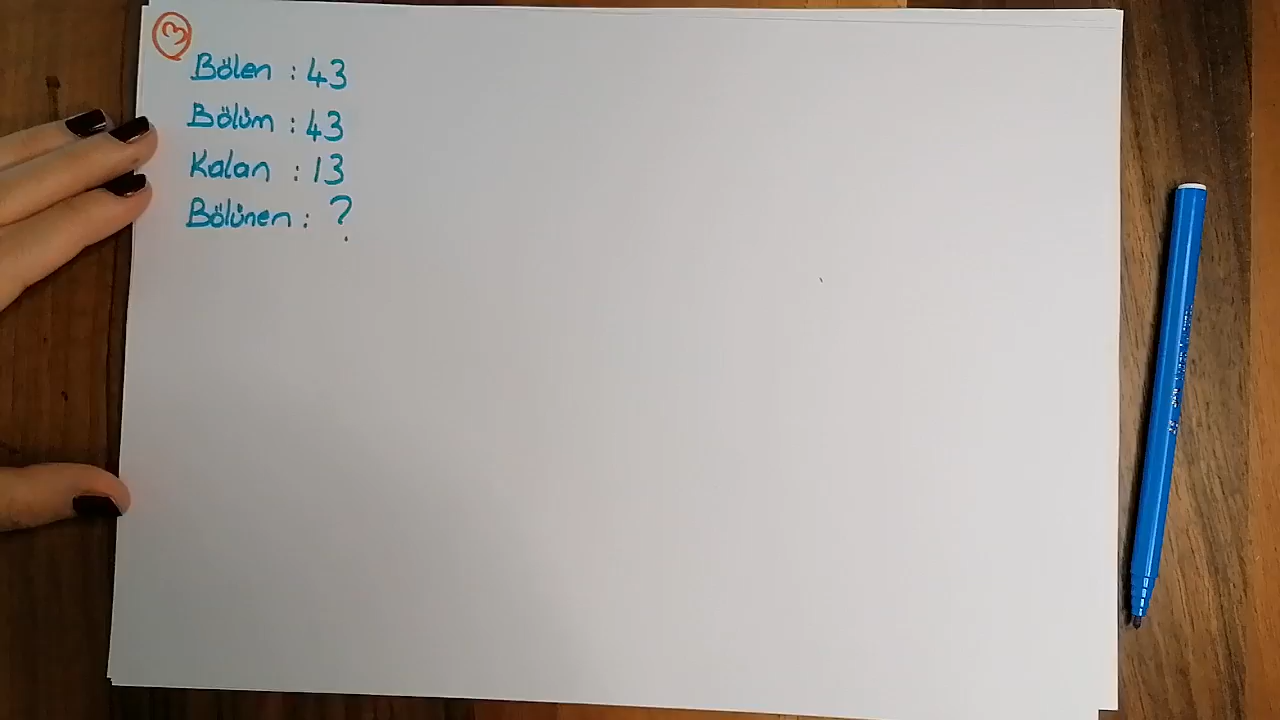 3
Bölen : 43
Bölüm : 43
Kalan : 13
Bölünen : ?